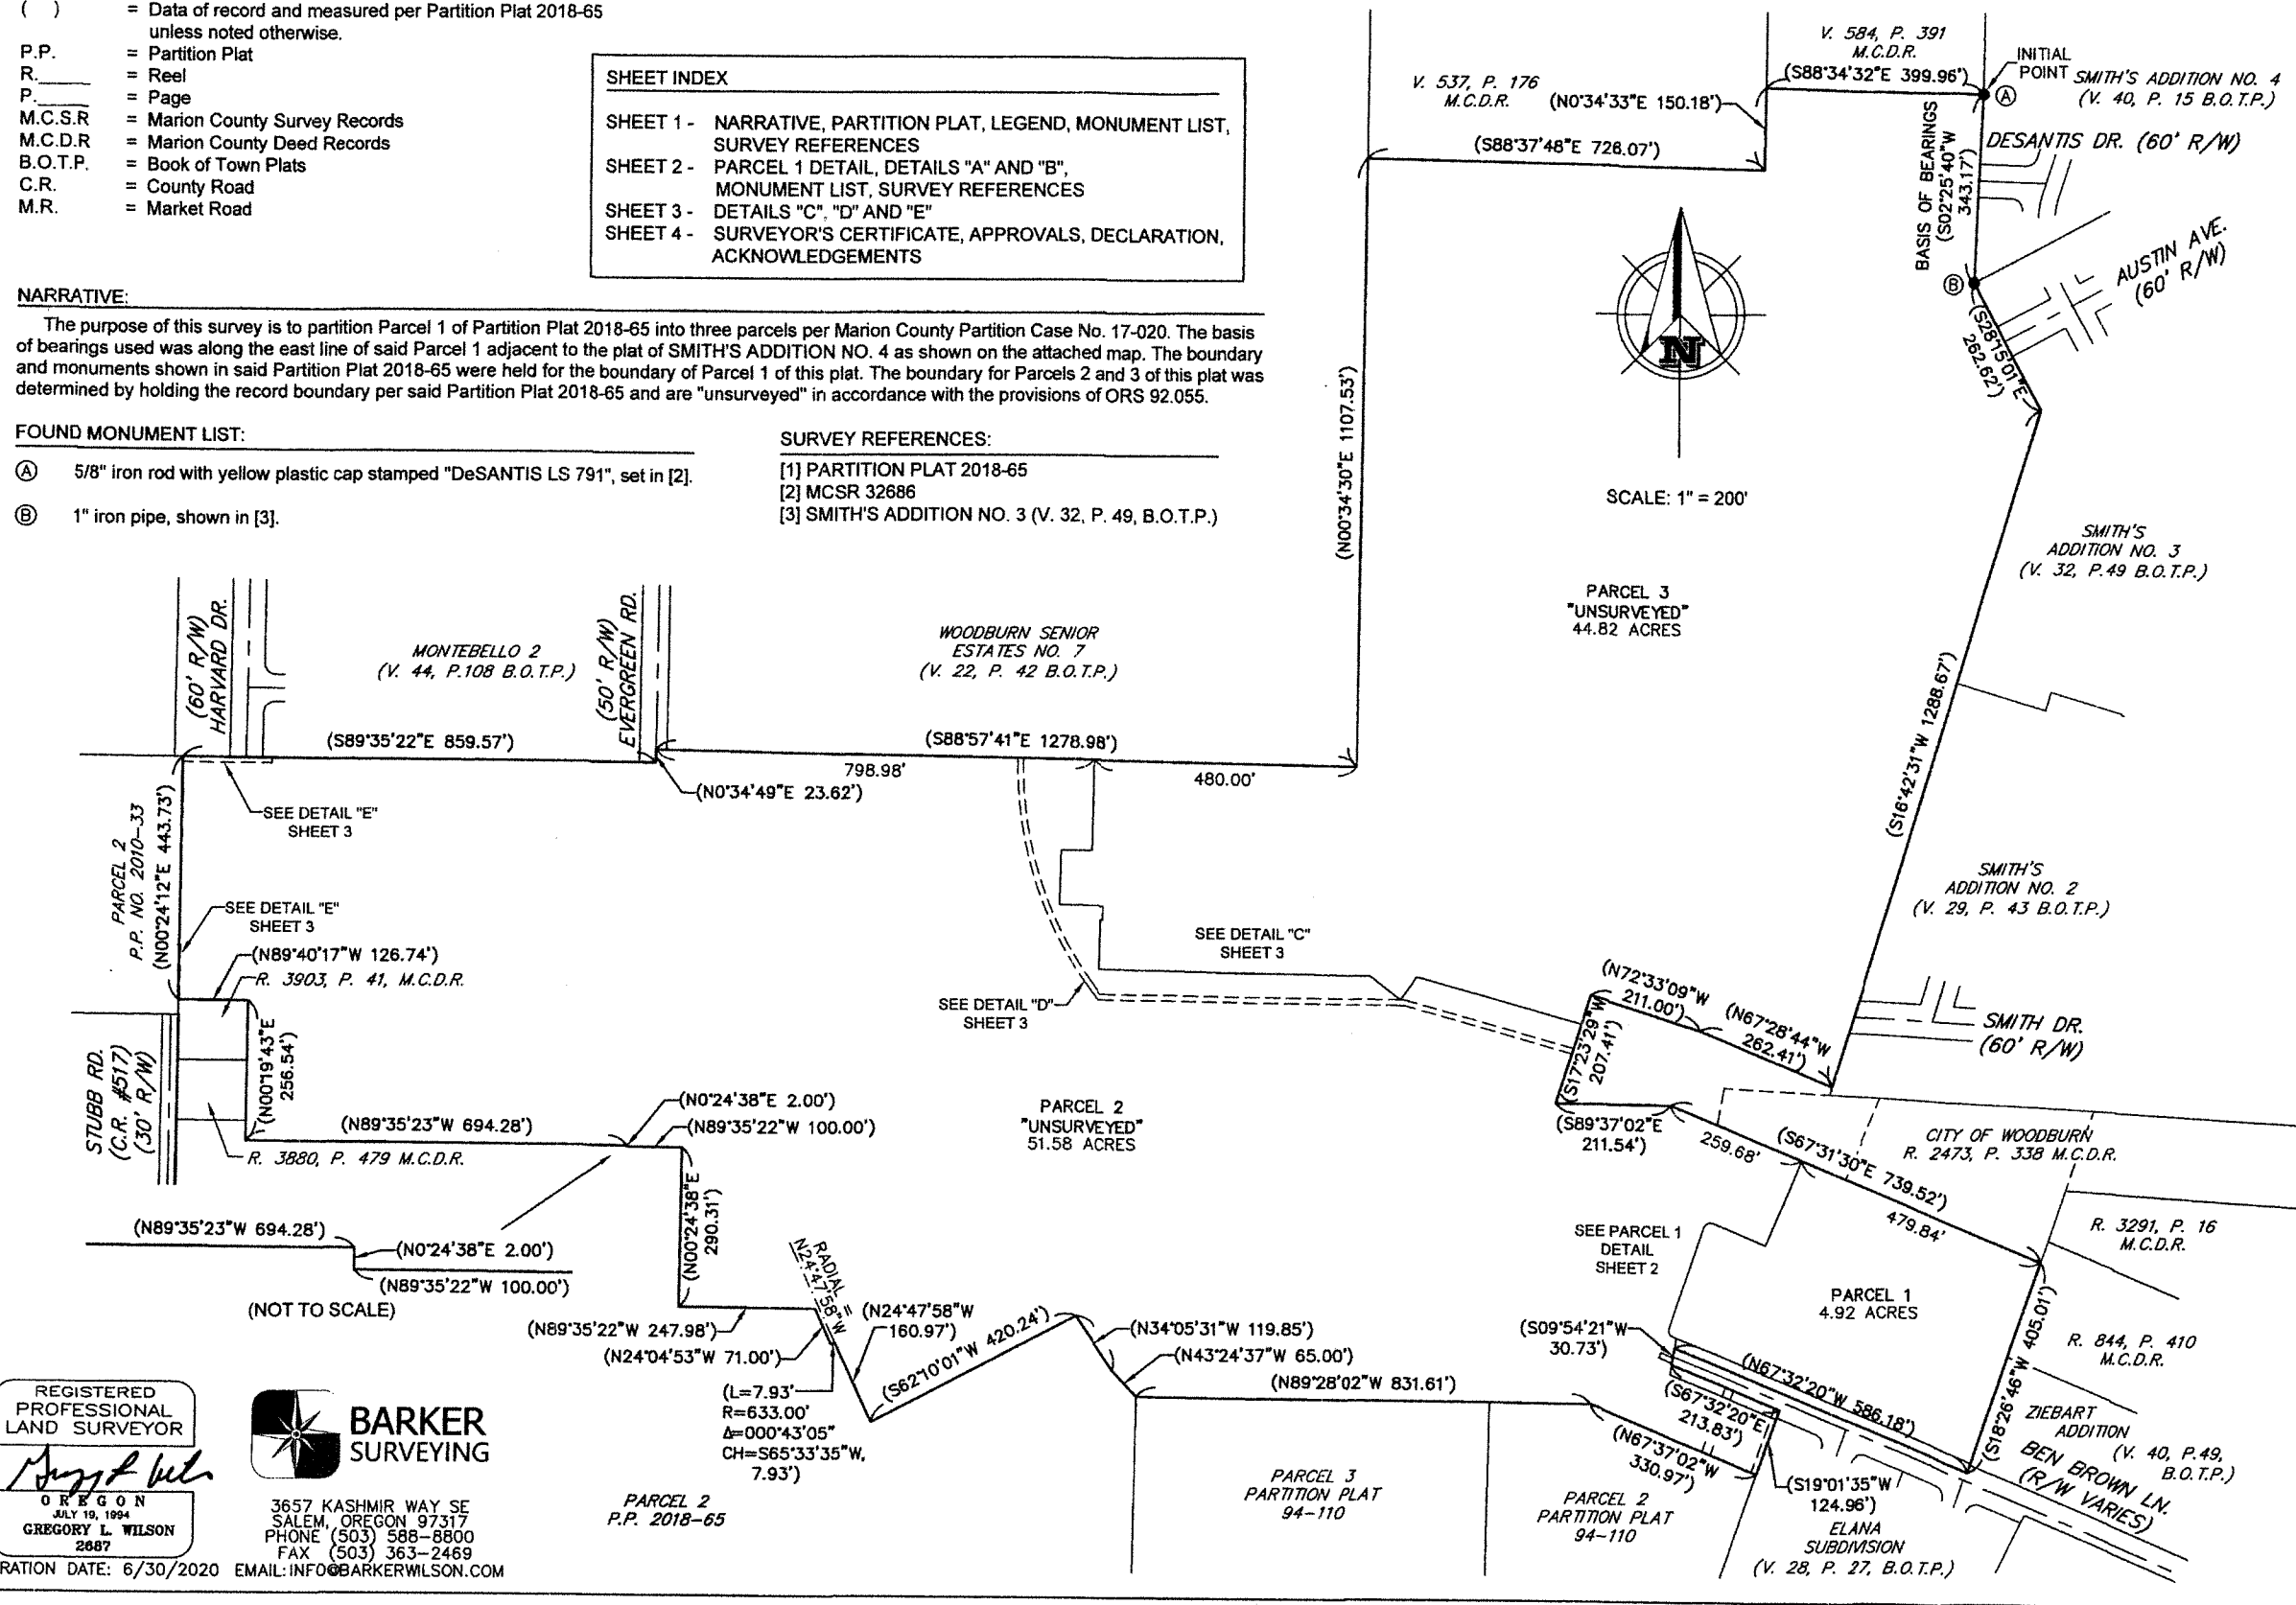 ( ) = Data of record and measured per Partition Plat 2018-65
unless noted otherwise.
P.P. = Partition Plat
R.____ = Reel
P.____ = Page
M.C.S.R = Marion County Survey Records
M.C.D.R = Marion County Deed Records
B.O.T.P. = Book of Town Plats
C.R. = County Road
M.R. = Market Road
SHEET INDEX
SHEET 1 - NARRATIVE, PARTITION PLAT, LEGEND, MONUMENT LIST,
SURVEY REFERENCES
SHEET 2 - PARCEL 1 DETAIL, DETAILS "A" AND "B",
MONUMENT LIST, SURVEY REFERENCES
SHEET 3 - DETAILS "C", "D" AND "E"
SHEET 4 - SURVEYOR'S CERTIFICATE, APPROVALS, DECLARATION,
ACKNOWLEDGEMENTS
NARRATIVE:
The purpose of this survey is to partition Parcel 1 of Partition Plat 2018-65 into three parcels per Marion County Partition Case No. 17-020. The basis
of bearings used was along the east line of said Parcel 1 adjacent to the plat of SMITH'S ADDITION NO. 4 as shown on the attached map. The boundary
and monuments shown in said Partition Plat 2018-65 were held for the boundary of Parcel 1 of this plat. The boundary for Parcels 2 and 3 of this plat was
determined by holding the record boundary per said Partition Plat 2018-65 and are "unsurveyed" in accordance with the provisions of ORS 92.055.
FOUND MONUMENT LIST:
Ⓐ 5/8" iron rod with yellow plastic cap stamped "DeSANTIS LS 791", set in [2].
Ⓑ 1" iron pipe, shown in [3].
SURVEY REFERENCES:
[1] PARTITION PLAT 2018-65
[2] MCSR 32686
[3] SMITH'S ADDITION NO. 3 (V. 32, P. 49, B.O.T.P.)
V. 537, P. 176
M.C.D.R.
(N0°34'33"E 150.18')
V. 584, P. 391
M.C.D.R.
(S88°34'32"E 399.96')
INITIAL
POINT
Ⓐ
SMITH'S ADDITION NO. 4
(V. 40, P. 15 B.O.T.P.)
(S88°37'48"E 726.07')
BASIS OF BEARINGS
(S02°25'40"W
343.17')
DESANTIS DR. (60' R/W)
Ⓑ
AUSTIN AVE.
(60' R/W)
(S28°15'01"E
262.62')
N
SCALE: 1" = 200'
(N00°34'30"E 1107.53')
SMITH'S
ADDITION NO. 3
(V. 32, P.49 B.O.T.P.)
PARCEL 3
"UNSURVEYED"
44.82 ACRES
(S16°42'31"W 1288.67')
(60' R/W)
HARVARD DR.
MONTEBELLO 2
(V. 44, P.108 B.O.T.P.)
(50' R/W)
EVERGREEN RD.
WOODBURN SENIOR
ESTATES NO. 7
(V. 22, P. 42 B.O.T.P.)
(S89°35'22"E 859.57')
(S88°57'41"E 1278.98')
798.98'
480.00'
(N0°34'49"E 23.62')
SEE DETAIL "E"
SHEET 3
PARCEL 2
P.P. NO. 2010-33
(N00°24'12"E 443.73')
SEE DETAIL "E"
SHEET 3
SMITH'S
ADDITION NO. 2
(V. 29, P. 43 B.O.T.P.)
SEE DETAIL "C"
SHEET 3
(N89°40'17"W 126.74')
R. 3903, P. 41, M.C.D.R.
SEE DETAIL "D"
SHEET 3
(N72°33'09"W
211.00')
(N67°28'44"W
262.41')
(S17°23'29"W
207.41')
SMITH DR.
(60' R/W)
STUBB RD.
(C.R. #517)
(30' R/W)
(N00°19'43"E
256.54')
(N89°35'23"W 694.28')
R. 3880, P. 479 M.C.D.R.
(N0°24'38"E 2.00')
(N89°35'22"W 100.00')
PARCEL 2
"UNSURVEYED"
51.58 ACRES
(S89°37'02"E
211.54')
259.68'
(S67°31'30"E 739.52')
479.84'
CITY OF WOODBURN
R. 2473, P. 338 M.C.D.R.
R. 3291, P. 16
M.C.D.R.
(N89°35'23"W 694.28')
(N0°24'38"E 2.00')
(N89°35'22"W 100.00')
(NOT TO SCALE)
(N00°24'38"E
290.31')
SEE PARCEL 1
DETAIL
SHEET 2
PARCEL 1
4.92 ACRES
(N89°35'22"W 247.98')
(N24°04'53"W 71.00')
RADIAL =
N24°47'58"W
(N24°47'58"W
160.97')
(S62°10'01"W 420.24')
(N34°05'31"W 119.85')
(N43°24'37"W 65.00')
(N89°28'02"W 831.61')
(S09°54'21"W
30.73')
(N67°32'20"W 586.18')
(S67°32'20"E
213.83')
(S18°26'46"W 405.01')
R. 844, P. 410
M.C.D.R.
(L=7.93'
R=633.00'
Δ=000°43'05"
CH=S65°33'35"W,
7.93')
(N67°37'02"W
330.97')
(S19°01'35"W
124.96')
ZIEBART
ADDITION
(V. 40, P.49,
B.O.T.P.)
BEN BROWN LN.
(R/W VARIES)
PARCEL 2
P.P. 2018-65
PARCEL 3
PARTITION PLAT
94-110
PARCEL 2
PARTITION PLAT
94-110
ELANA
SUBDIVISION
(V. 28, P. 27, B.O.T.P.)
REGISTERED
PROFESSIONAL
LAND SURVEYOR
OREGON
JULY 19, 1994
GREGORY L. WILSON
2687
RATION DATE: 6/30/2020
BARKER
SURVEYING
3657 KASHMIR WAY SE
SALEM, OREGON 97317
PHONE (503) 588-8800
FAX (503) 363-2469
EMAIL: INFO@BARKERWILSON.COM